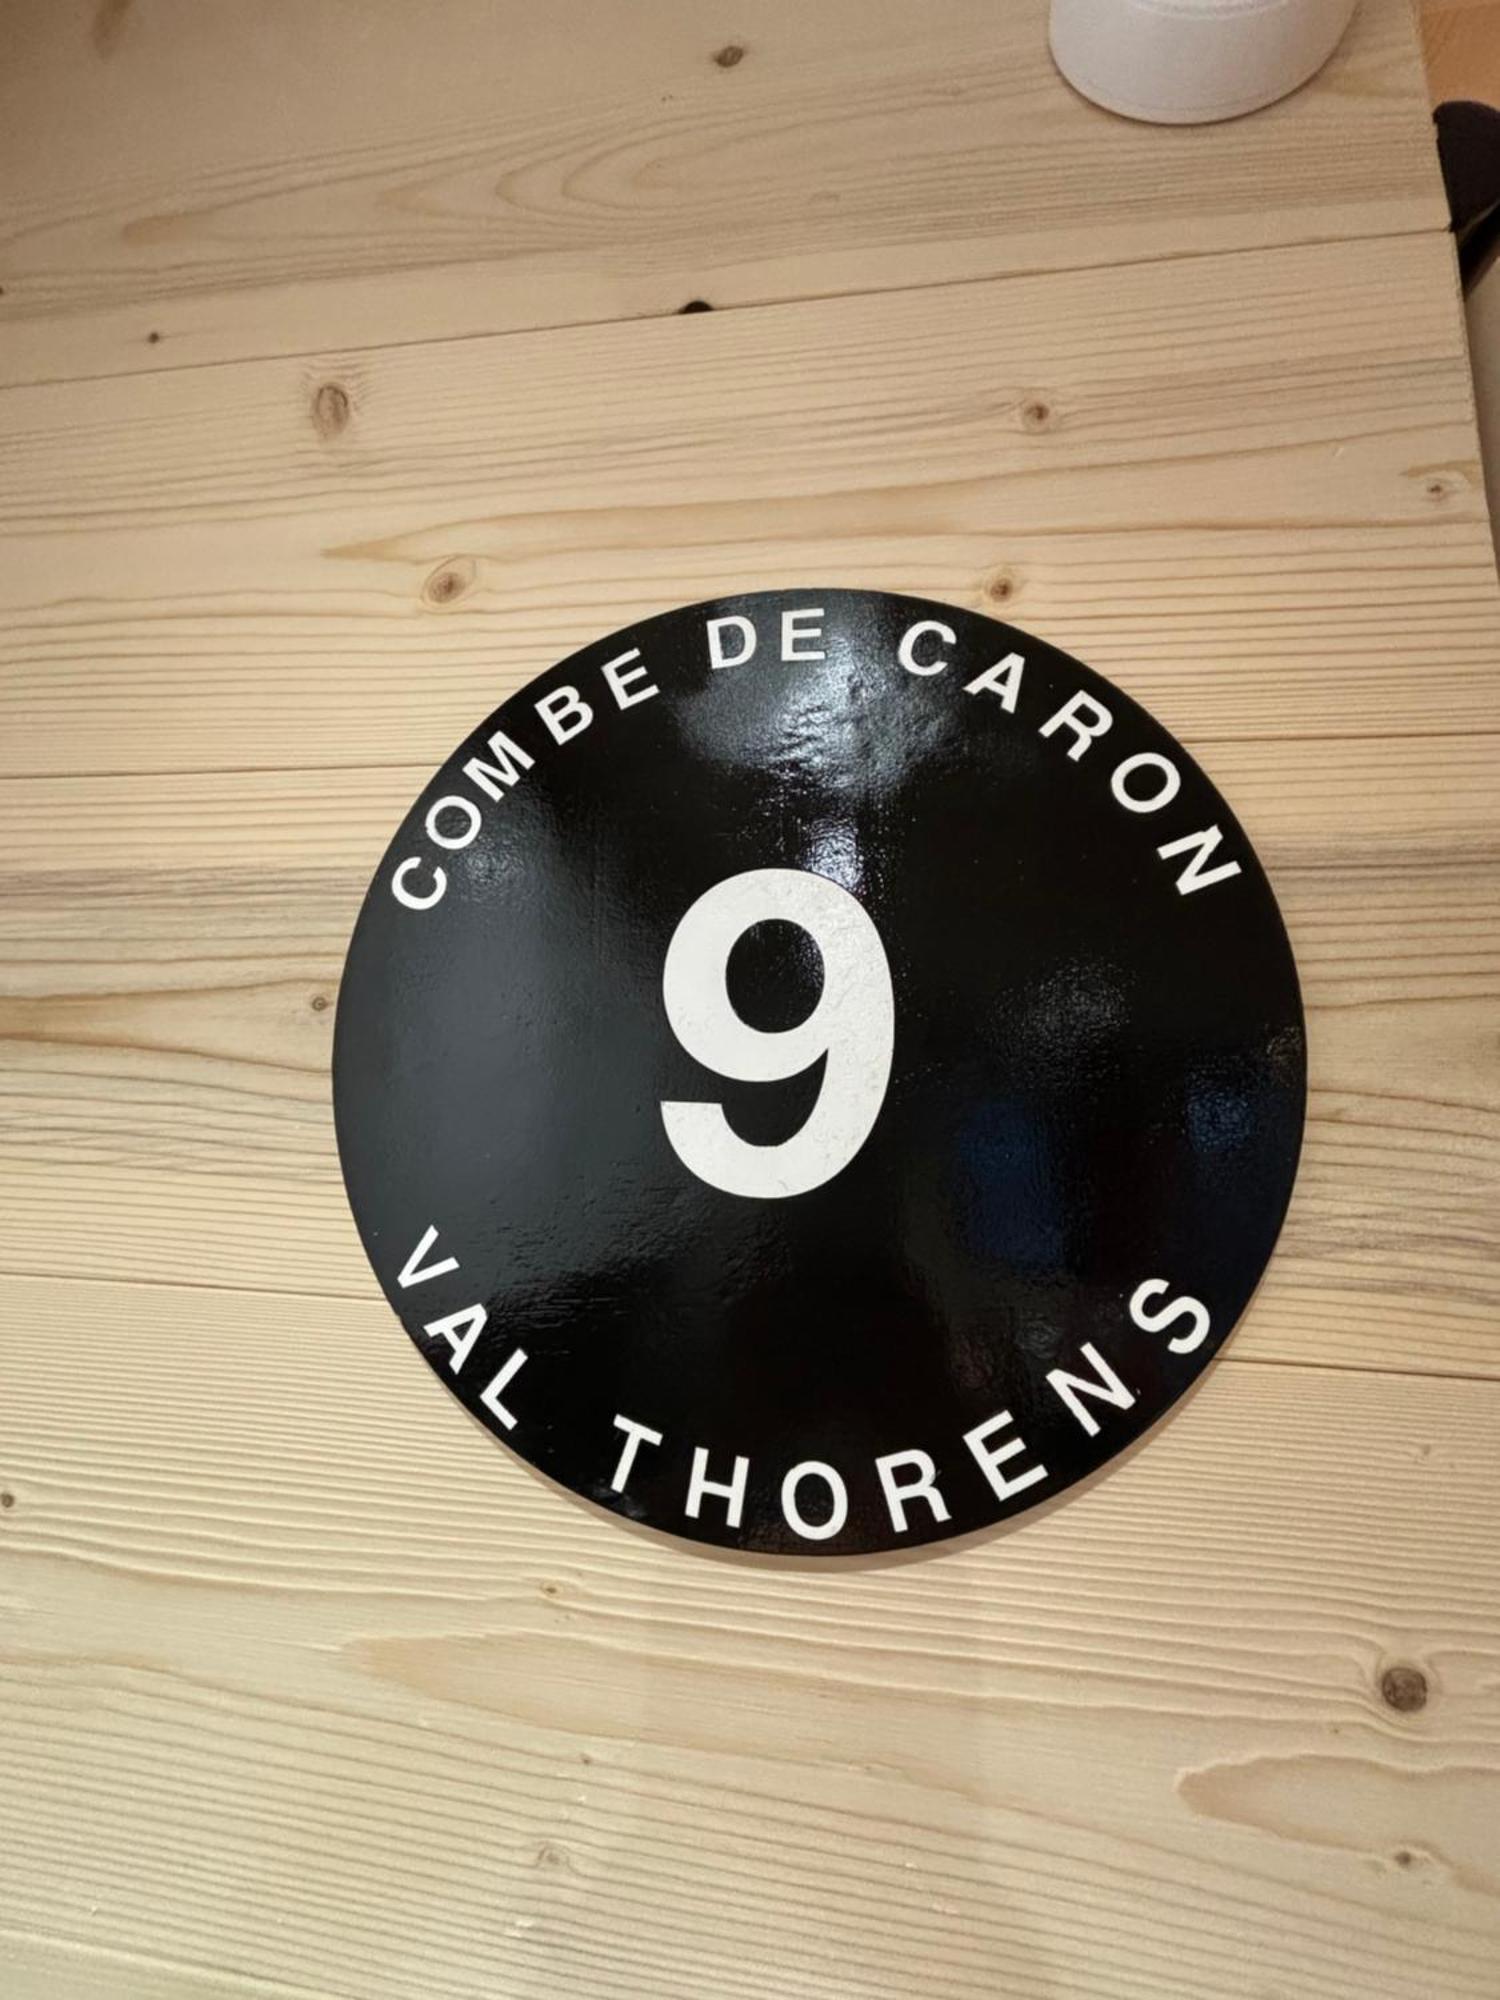 COMBE DE CARON
9
VAL THORENS